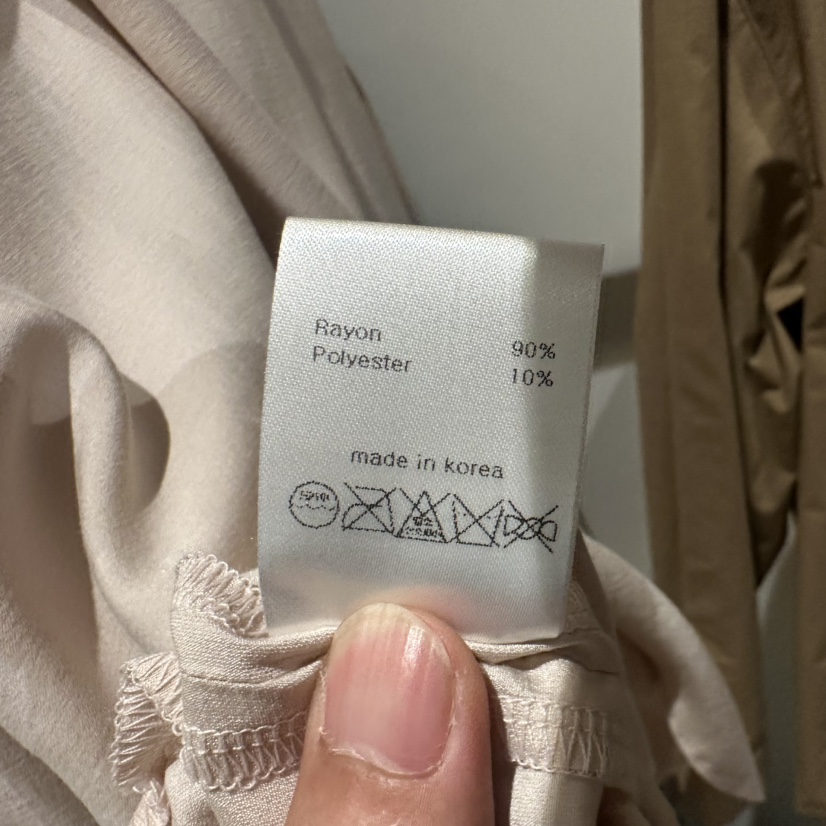 Rayon 90%
Polyester 10%
made in korea